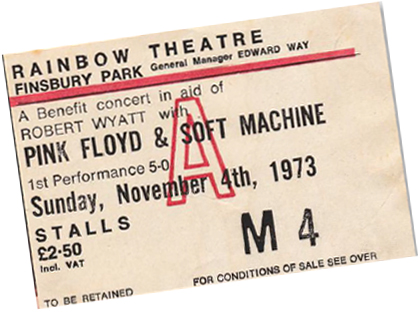 RAINBOW THEATRE
FINSBURY PARK General Manager EDWARD WAY
A Benefit concert in aid of
ROBERT WYATT with
PINK FLOYD & SOFT MACHINE
1st Performance 5-0
Sunday, November 4th, 1973
A
STALLS
£2·50
Incl. VAT
M 4
TO BE RETAINED
FOR CONDITIONS OF SALE SEE OVER